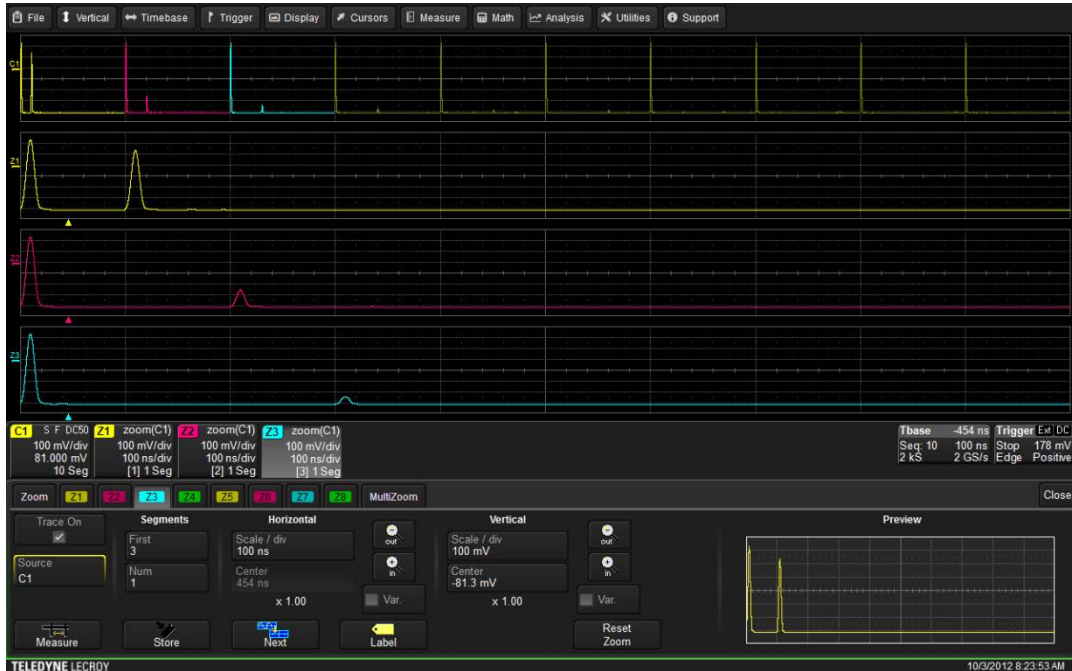 File Vertical Timebase Trigger Display Cursors Measure Math Analysis Utilities Support
C1
Z1
Z2
Z3
C1 S F DC50 Z1 zoom(C1) Z2 zoom(C1) Z3 zoom(C1) Tbase -454 ns Trigger Ext DC
100 mV/div 100 mV/div 100 mV/div 100 mV/div Seq: 10 100 ns Stop 178 mV
81.000 mV 100 ns/div 100 ns/div 100 ns/div 2 kS 2 GS/s Edge Positive
10 Seg [1] 1 Seg [2] 1 Seg [3] 1 Seg
Zoom Z1 Z2 Z3 Z4 Z5 Z6 Z7 Z8 MultiZoom Close
Trace On Segments Horizontal Vertical Preview
First Scale / div out Scale / div out
3 100 ns 100 mV
Source
C1
Num Center in Center in
1 454 ns -81.3 mV
x 1.00 Var. x 1.00 Var.
Measure Store Next Label Reset Zoom
TELEDYNE LECROY 10/3/2012 8:23:53 AM